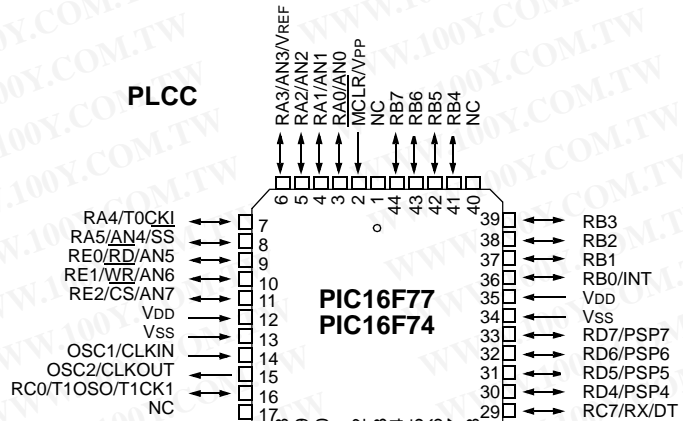 PLCC
RA3/AN3/VREF
RA2/AN2
RA1/AN1
RA0/AN0
MCLR/VPP
NC
RB7
RB6
RB5
RB4
NC
6
5
4
3
2
1
44
43
42
41
40
RA4/T0CKI 7
RA5/AN4/SS 8
RE0/RD/AN5 9
RE1/WR/AN6 10
RE2/CS/AN7 11
VDD 12
VSS 13
OSC1/CLKIN 14
OSC2/CLKOUT 15
RC0/T1OSO/T1CK1 16
NC 17
PIC16F77
PIC16F74
39 RB3
38 RB2
37 RB1
36 RB0/INT
35 VDD
34 VSS
33 RD7/PSP7
32 RD6/PSP6
31 RD5/PSP5
30 RD4/PSP4
29 RC7/RX/DT
WWW.100Y.COM.TW